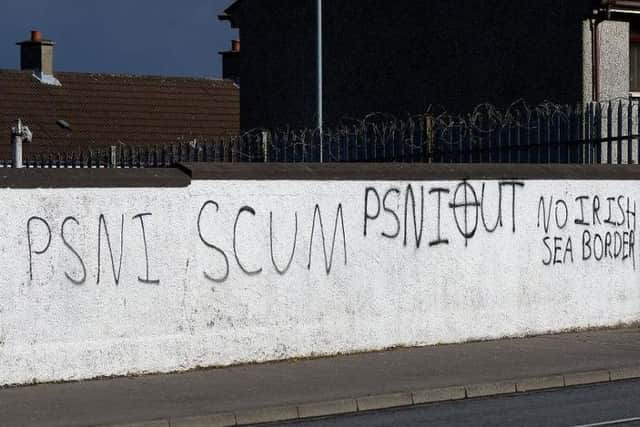 PSNI SCUM
PSNI OUT
NO IRISH
SEA BORDER